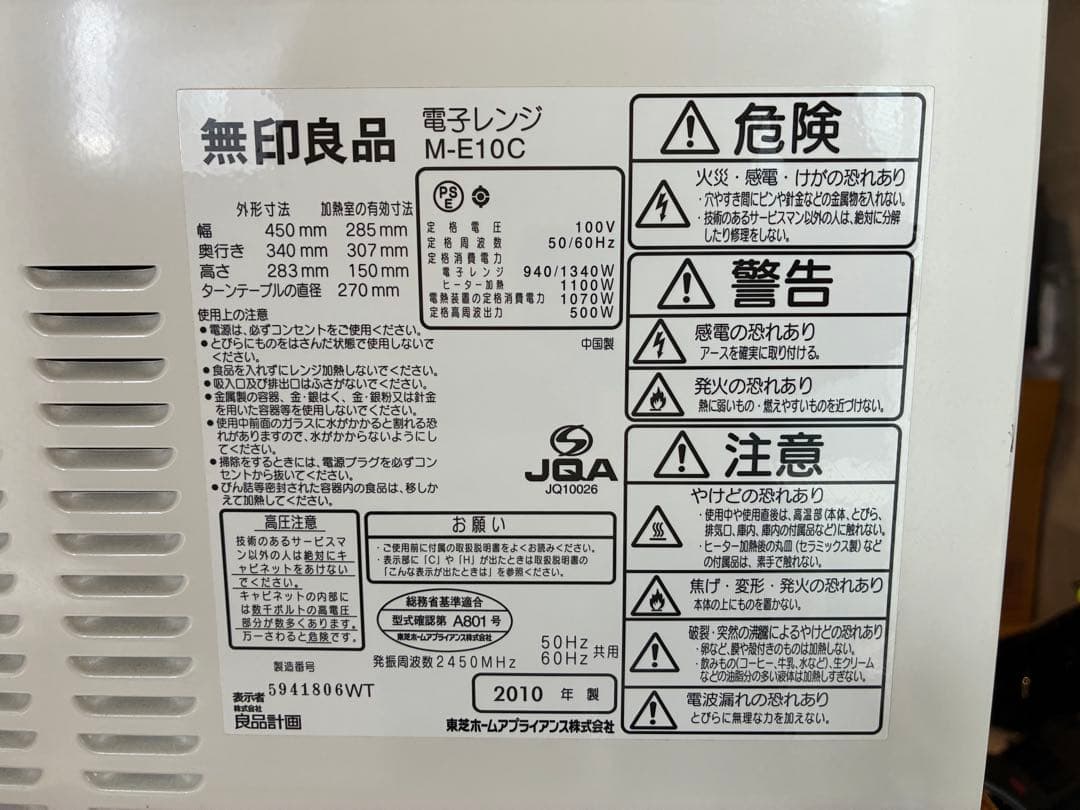 無印良品
電子レンジ
M-E10C
外形寸法 加熱室の有効寸法
幅 450mm 285mm
奥行き 340mm 307mm
高さ 283mm 150mm
ターンテーブルの直径 270mm
PS
E
定格電圧 100V
定格周波数 50/60Hz
定格消費電力
電子レンジ 940/1340W
ヒーター加熱 1100W
電熱装置の定格消費電力 1070W
定格高周波出力 500W
中国製
使用上の注意
●電源は、必ずコンセントをご使用ください。
●とびらにものをはさんだ状態で使用しないで
ください。
●食品を入れずにレンジ加熱しないでください。
●吸入口及び排出口はふさがないでください。
●金属製の容器、金・銀はく、金・銀粉又は針金
を用いた容器等を使用しないでください。
●使用中前面のガラスに水がかかると割れる恐
れがありますので、水がかからないようにし
てください。
●掃除をするときには、電源プラグを必ずコン
セントから抜いてください。
●びん詰等密封された容器内の食品は、移しか
えて加熱してください。
JQA
JQ10026
高圧注意
技術のあるサービスマ
ン以外の人は絶対にキ
ャビネットをあけない
でください。
キャビネットの内部に
は数千ボルトの高電圧
部分が数多くあります。
万一さわると危険です。
お願い
・ご使用前に付属の取扱説明書をよくお読みください。
・表示部に「C」や「H」が出たときは取扱説明書の
「こんな表示が出たときは」を参照ください。
総務省基準適合
型式確認第 A801号
東芝ホームアプライアンス株式会社
発振周波数2450MHz
50Hz
60Hz 共用
製造番号
5941806WT
表示者
株式会社
良品計画
2010 年 製
東芝ホームアプライアンス株式会社
危険
火災・感電・けがの恐れあり
・穴やすき間にピンや針金などの金属物を入れない。
・技術のあるサービスマン以外の人は、絶対に分解
したり修理をしない。
警告
感電の恐れあり
アースを確実に取り付ける。
発火の恐れあり
熱に弱いもの・燃えやすいものを近づけない。
注意
やけどの恐れあり
・使用中や使用直後は、高温部(本体、とびら、
排気口、庫内、庫内の付属品など)に触れない。
・ヒーター加熱後の丸皿(セラミックス製)など
の付属品は、素手で触れない。
焦げ・変形・発火の恐れあり
本体の上にものを置かない。
破裂・突然の沸騰によるやけどの恐れあり
・卵など、膜や殻付きのものは加熱しない。
・飲みもの(コーヒー、牛乳、水など)、生クリーム
などの油脂分の多い液体は加熱しすぎない。
電波漏れの恐れあり
とびらに無理な力を加えない。